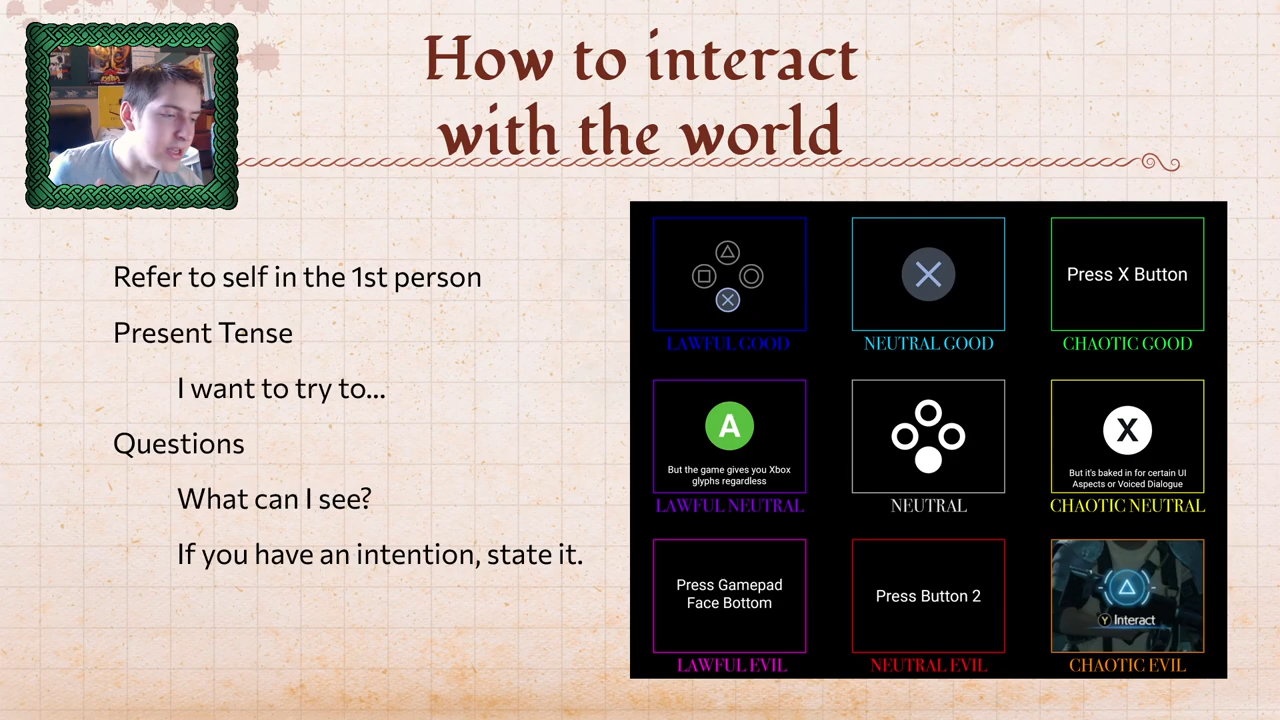 How to interact
with the world
Refer to self in the 1st person
Present Tense
I want to try to...
Questions
What can I see?
If you have an intention, state it.
LAWFUL GOOD
NEUTRAL GOOD
Press X Button
CHAOTIC GOOD
A
But the game gives you Xbox
glyphs regardless
LAWFUL NEUTRAL
NEUTRAL
X
But it's baked in for certain UI
Aspects or Voiced Dialogue
CHAOTIC NEUTRAL
Press Gamepad
Face Bottom
LAWFUL EVIL
Press Button 2
NEUTRAL EVIL
Y Interact
CHAOTIC EVIL